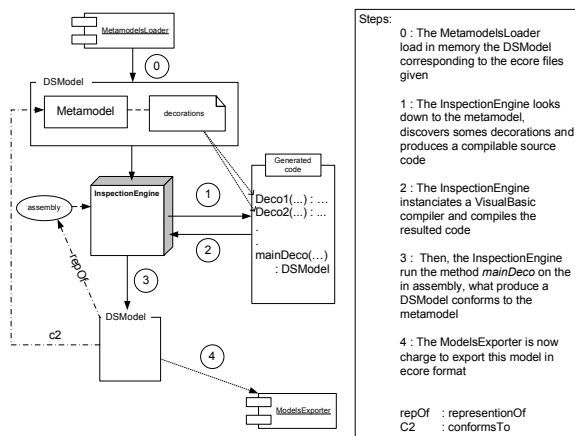 MetamodelsLoader
0
DSModel
Metamodel
decorations
Generated
code
InspectionEngine
1
Deco1(...) : ...
Deco2(...) : ...
.
.
mainDeco(...)
: DSModel
assembly
2
repOf
3
DSModel
c2
4
ModelsExporter
Steps:
0 : The MetamodelsLoader
load in memory the DSModel
corresponding to the ecore files
given
1 : The InspectionEngine looks
down to the metamodel,
discovers somes decorations and
produces a compilable source
code
2 : The InspectionEngine
instanciates a VisualBasic
compiler and compiles the
resulted code
3 : Then, the InspectionEngine
run the method mainDeco on the
in assembly, what produce a
DSModel conforms to the
metamodel
4 : The ModelsExporter is now
charge to export this model in
ecore format
repOf : represention​Of
C2 : conformsTo